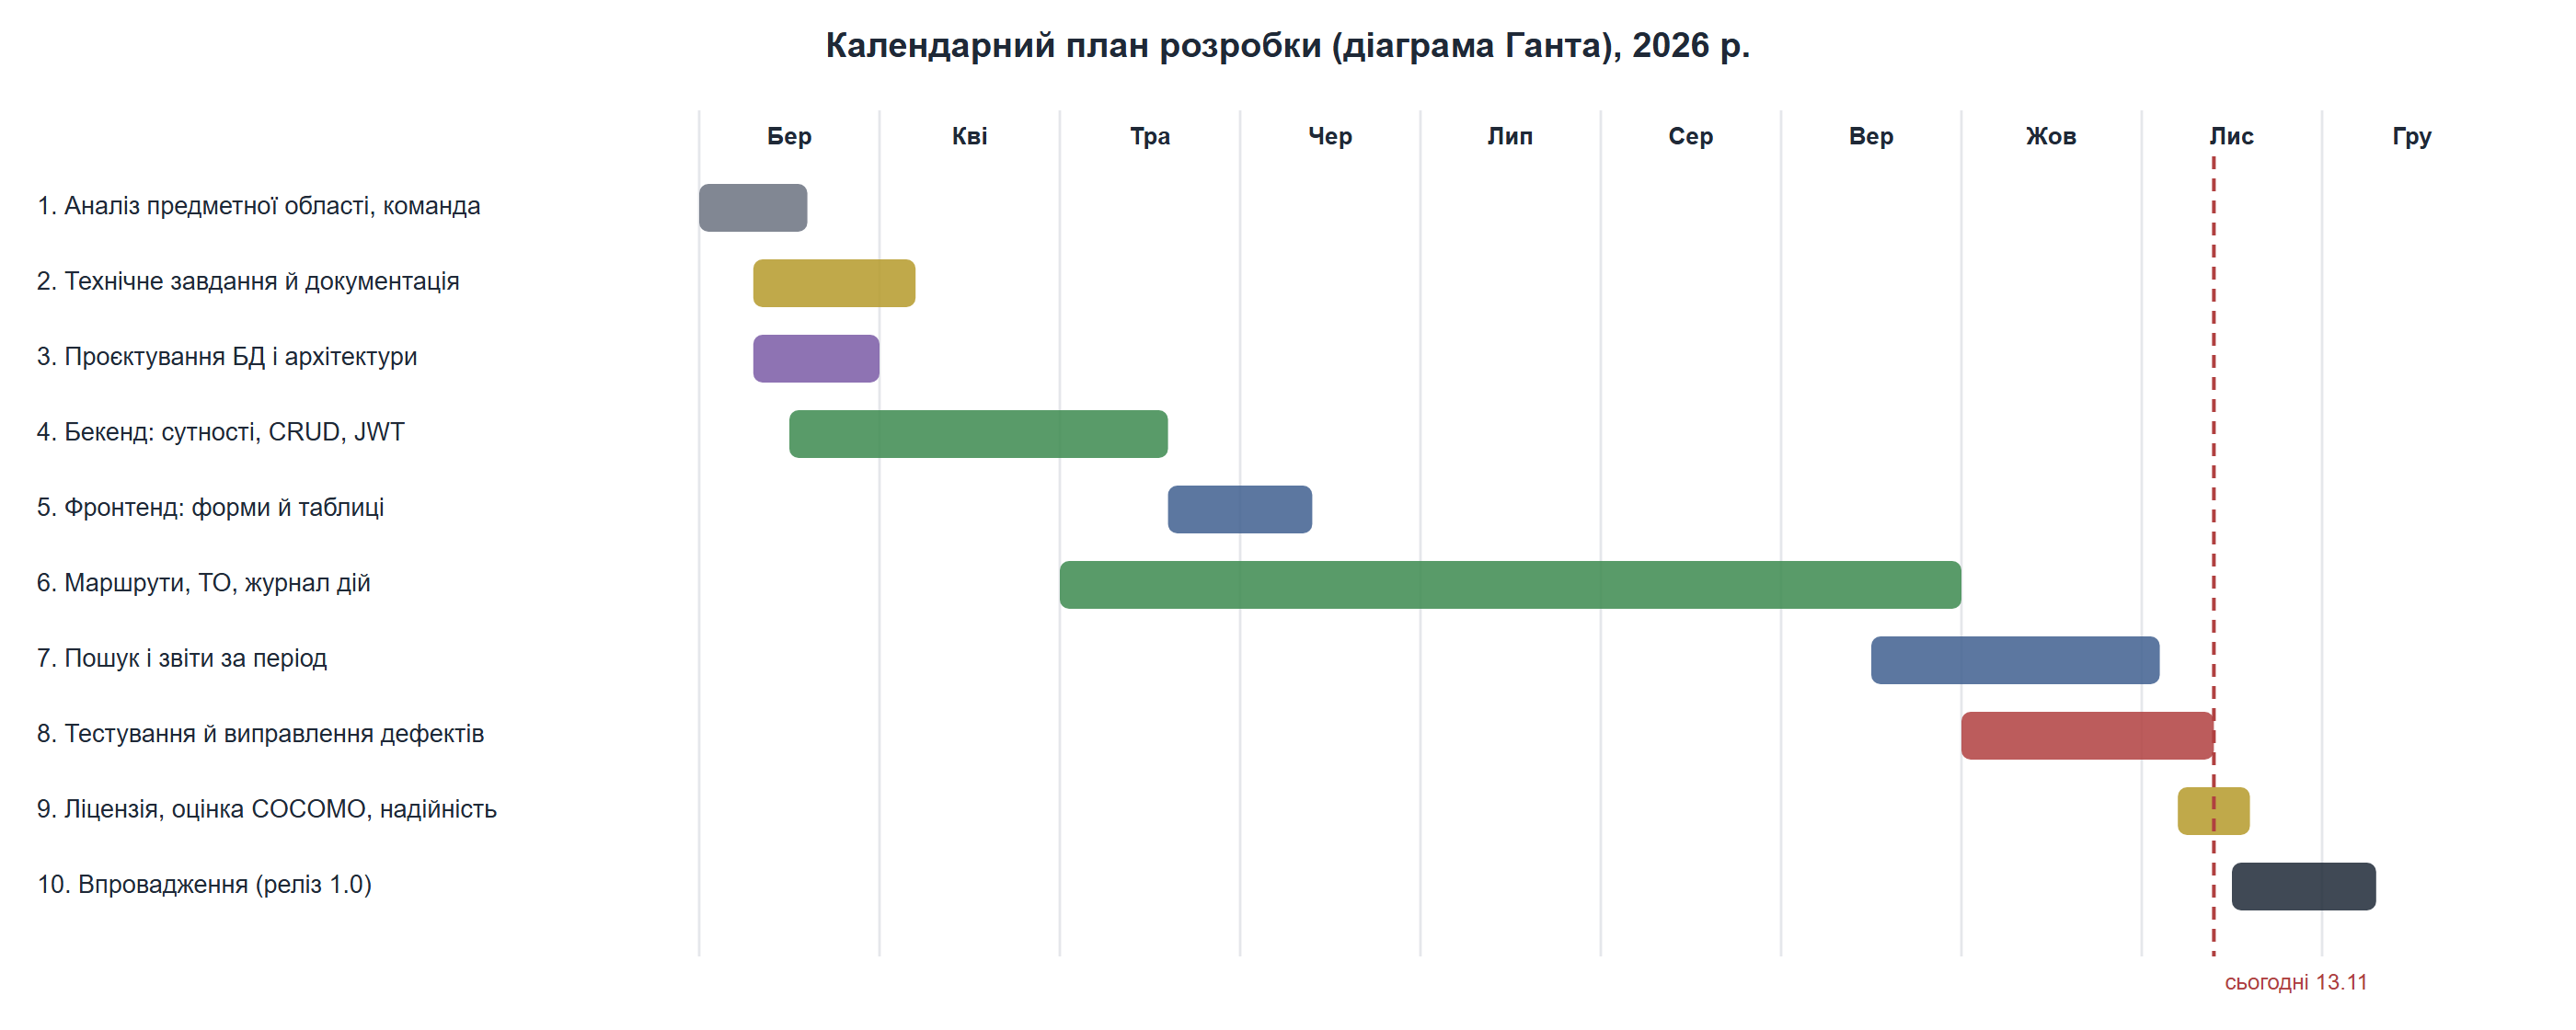 Календарний план розробки (діаграма Ганта), 2026 р.
Бер Кві Тра Чер Лип Сер Вер Жов Лис Гру
1. Аналіз предметної області, команда
2. Технічне завдання й документація
3. Проєктування БД і архітектури
4. Бекенд: сутності, CRUD, JWT
5. Фронтенд: форми й таблиці
6. Маршрути, ТО, журнал дій
7. Пошук і звіти за період
8. Тестування й виправлення дефектів
9. Ліцензія, оцінка COCOMO, надійність
10. Впровадження (реліз 1.0)
сьогодні 13.11